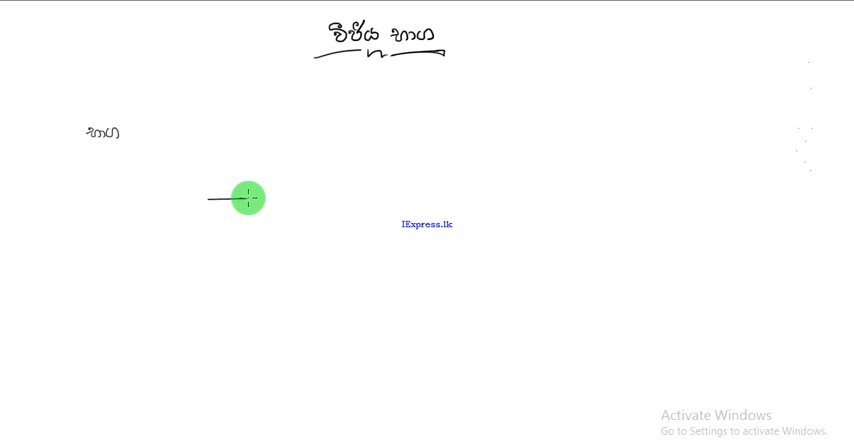 වීජීය භාග
භාග
IExpress.lk
Activate Windows
Go to Settings to activate Windows.